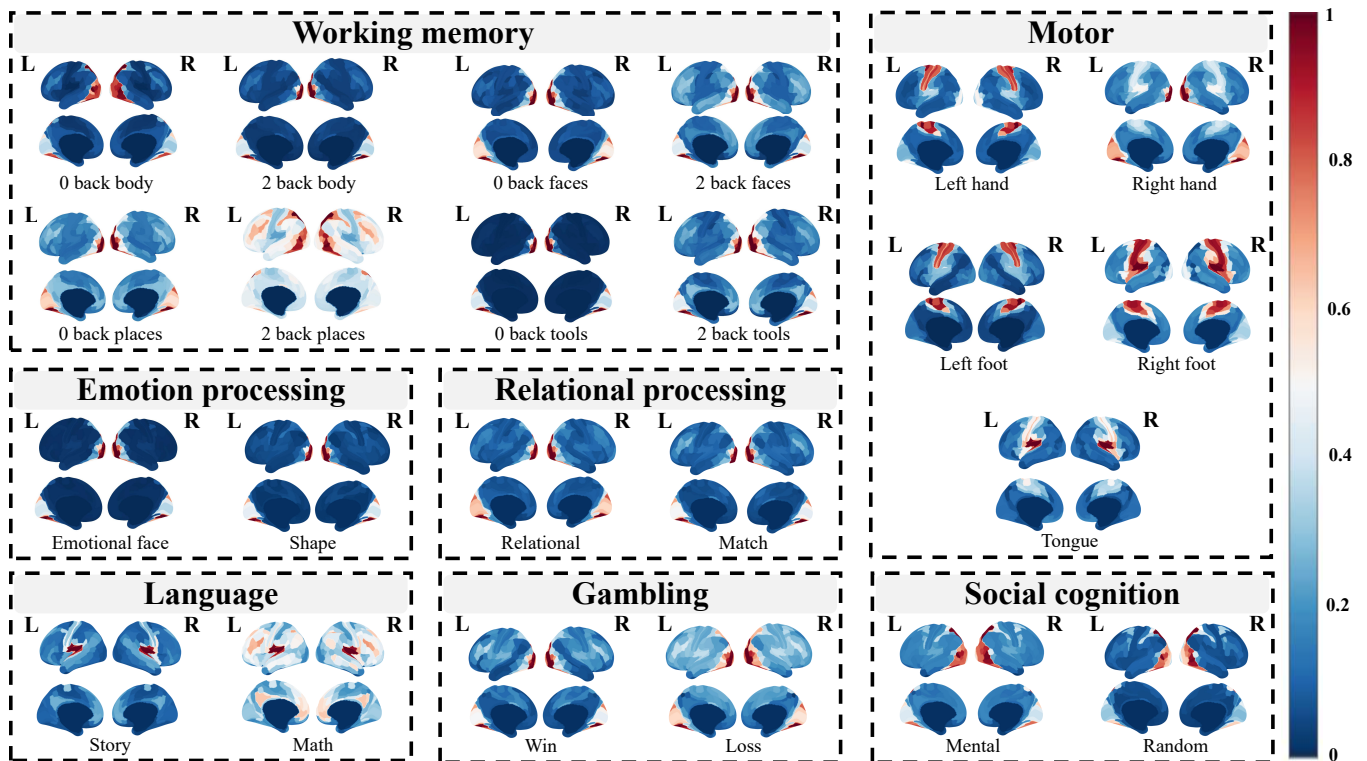 Working memory
L R L R L R L R
0 back body 2 back body 0 back faces 2 back faces
L R L R L R L R
0 back places 2 back places 0 back tools 2 back tools
Motor
L R L R
Left hand Right hand
L R L R
Left foot Right foot
L R
Tongue
Emotion processing
L R L R
Emotional face Shape
Relational processing
L R L R
Relational Match
Language
L R L R
Story Math
Gambling
L R L R
Win Loss
Social cognition
L R L R
Mental Random
1
0.8
0.6
0.4
0.2
0